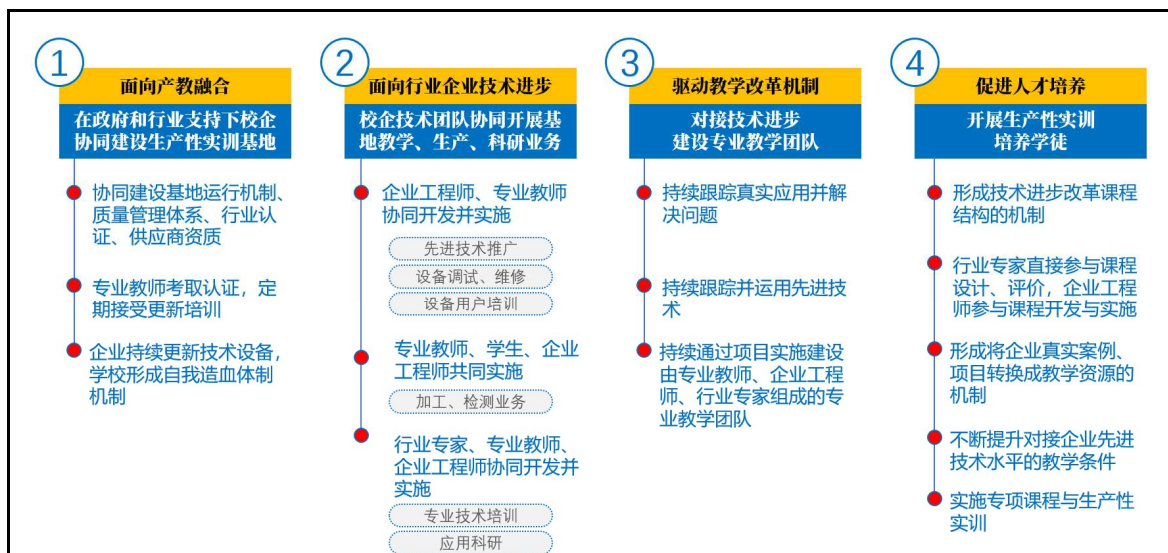 1
面向产教融合
在政府和行业支持下校企
协同建设生产性实训基地
协同建设基地运行机制、
质量管理体系、行业认
证、供应商资质
专业教师考取认证，定
期接受更新培训
企业持续更新技术设备，
学校形成自我造血体制
机制
2
面向行业企业技术进步
校企技术团队协同开展基
地教学、生产、科研业务
企业工程师、专业教师
协同开发并实施
先进技术推广
设备调试、维修
设备用户培训
专业教师、学生、企业
工程师共同实施
加工、检测业务
行业专家、专业教师、
企业工程师协同开发并
实施
专业技术培训
应用科研
3
驱动教学改革机制
对接技术进步
建设专业教学团队
持续跟踪真实应用并解
决问题
持续跟踪并运用先进技
术
持续通过项目实施建设
由专业教师、企业工程
师、行业专家组成的专
业教学团队
4
促进人才培养
开展生产性实训
培养学徒
形成技术进步改革课程
结构的机制
行业专家直接参与课程
设计、评价，企业工程
师参与课程开发与实施
形成将企业真实案例、
项目转换成教学资源的
机制
不断提升对接企业先进
技术水平的教学条件
实施专项课程与生产性
实训